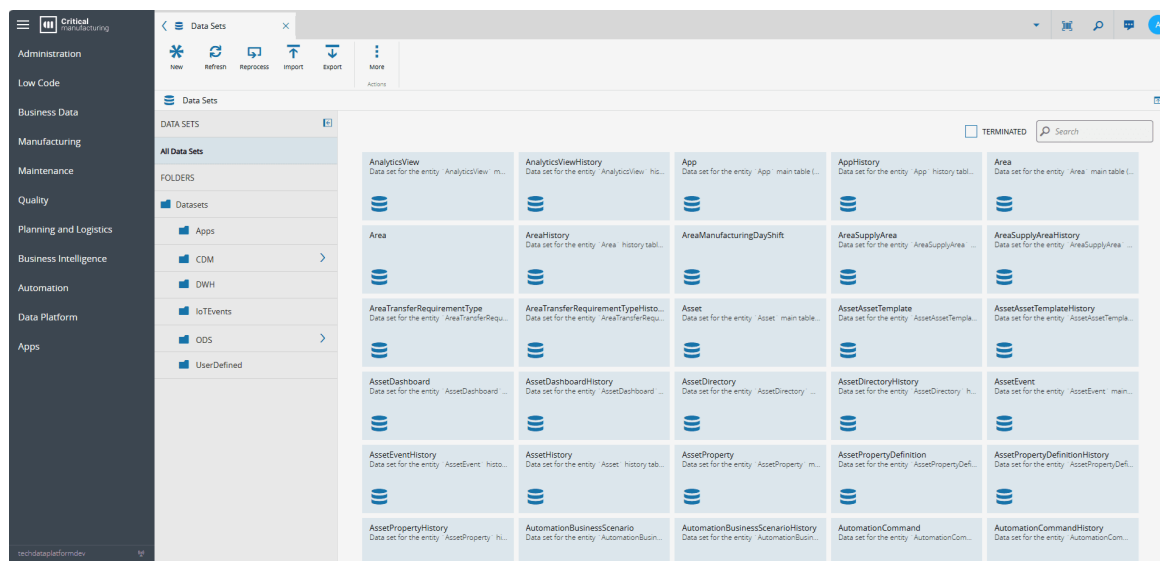 Critical
manufacturing
Administration
Low Code
Business Data
Manufacturing
Maintenance
Quality
Planning and Logistics
Business Intelligence
Automation
Data Platform
Apps
techdataplatformdev
Data Sets
New
Refresh
Reprocess
Import
Export
More
Actions
Data Sets
DATA SETS
All Data Sets
FOLDERS
Datasets
Apps
CDM
DWH
IoTEvents
ODS
UserDefined
TERMINATED
Search
AnalyticsView
Data set for the entity `AnalyticsView` m...
AnalyticsViewHistory
Data set for the entity `AnalyticsView` his...
App
Data set for the entity `App` main table (...
AppHistory
Data set for the entity `App` history tabl...
Area
Data set for the entity `Area` main table (...
Area
AreaHistory
Data set for the entity `Area` history tabl...
AreaManufacturingDayShift
AreaSupplyArea
Data set for the entity `AreaSupplyArea` ...
AreaSupplyAreaHistory
Data set for the entity `AreaSupplyArea` ...
AreaTransferRequirementType
Data set for the entity `AreaTransferRequ...
AreaTransferRequirementTypeHisto...
Data set for the entity `AreaTransferRequ...
Asset
Data set for the entity `Asset` main table...
AssetAssetTemplate
Data set for the entity `AssetAssetTempla...
AssetAssetTemplateHistory
Data set for the entity `AssetAssetTempla...
AssetDashboard
Data set for the entity `AssetDashboard` ...
AssetDashboardHistory
Data set for the entity `AssetDashboard` ...
AssetDirectory
Data set for the entity `AssetDirectory` ...
AssetDirectoryHistory
Data set for the entity `AssetDirectory` h...
AssetEvent
Data set for the entity `AssetEvent` main...
AssetEventHistory
Data set for the entity `AssetEvent` histo...
AssetHistory
Data set for the entity `Asset` history tab...
AssetProperty
Data set for the entity `AssetProperty` m...
AssetPropertyDefinition
Data set for the entity `AssetPropertyDefi...
AssetPropertyDefinitionHistory
Data set for the entity `AssetPropertyDefi...
AssetPropertyHistory
Data set for the entity `AssetProperty` hi...
AutomationBusinessScenario
Data set for the entity `AutomationBusin...
AutomationBusinessScenarioHistory
Data set for the entity `AutomationBusin...
AutomationCommand
Data set for the entity `AutomationCom...
AutomationCommandHistory
Data set for the entity `AutomationCom...